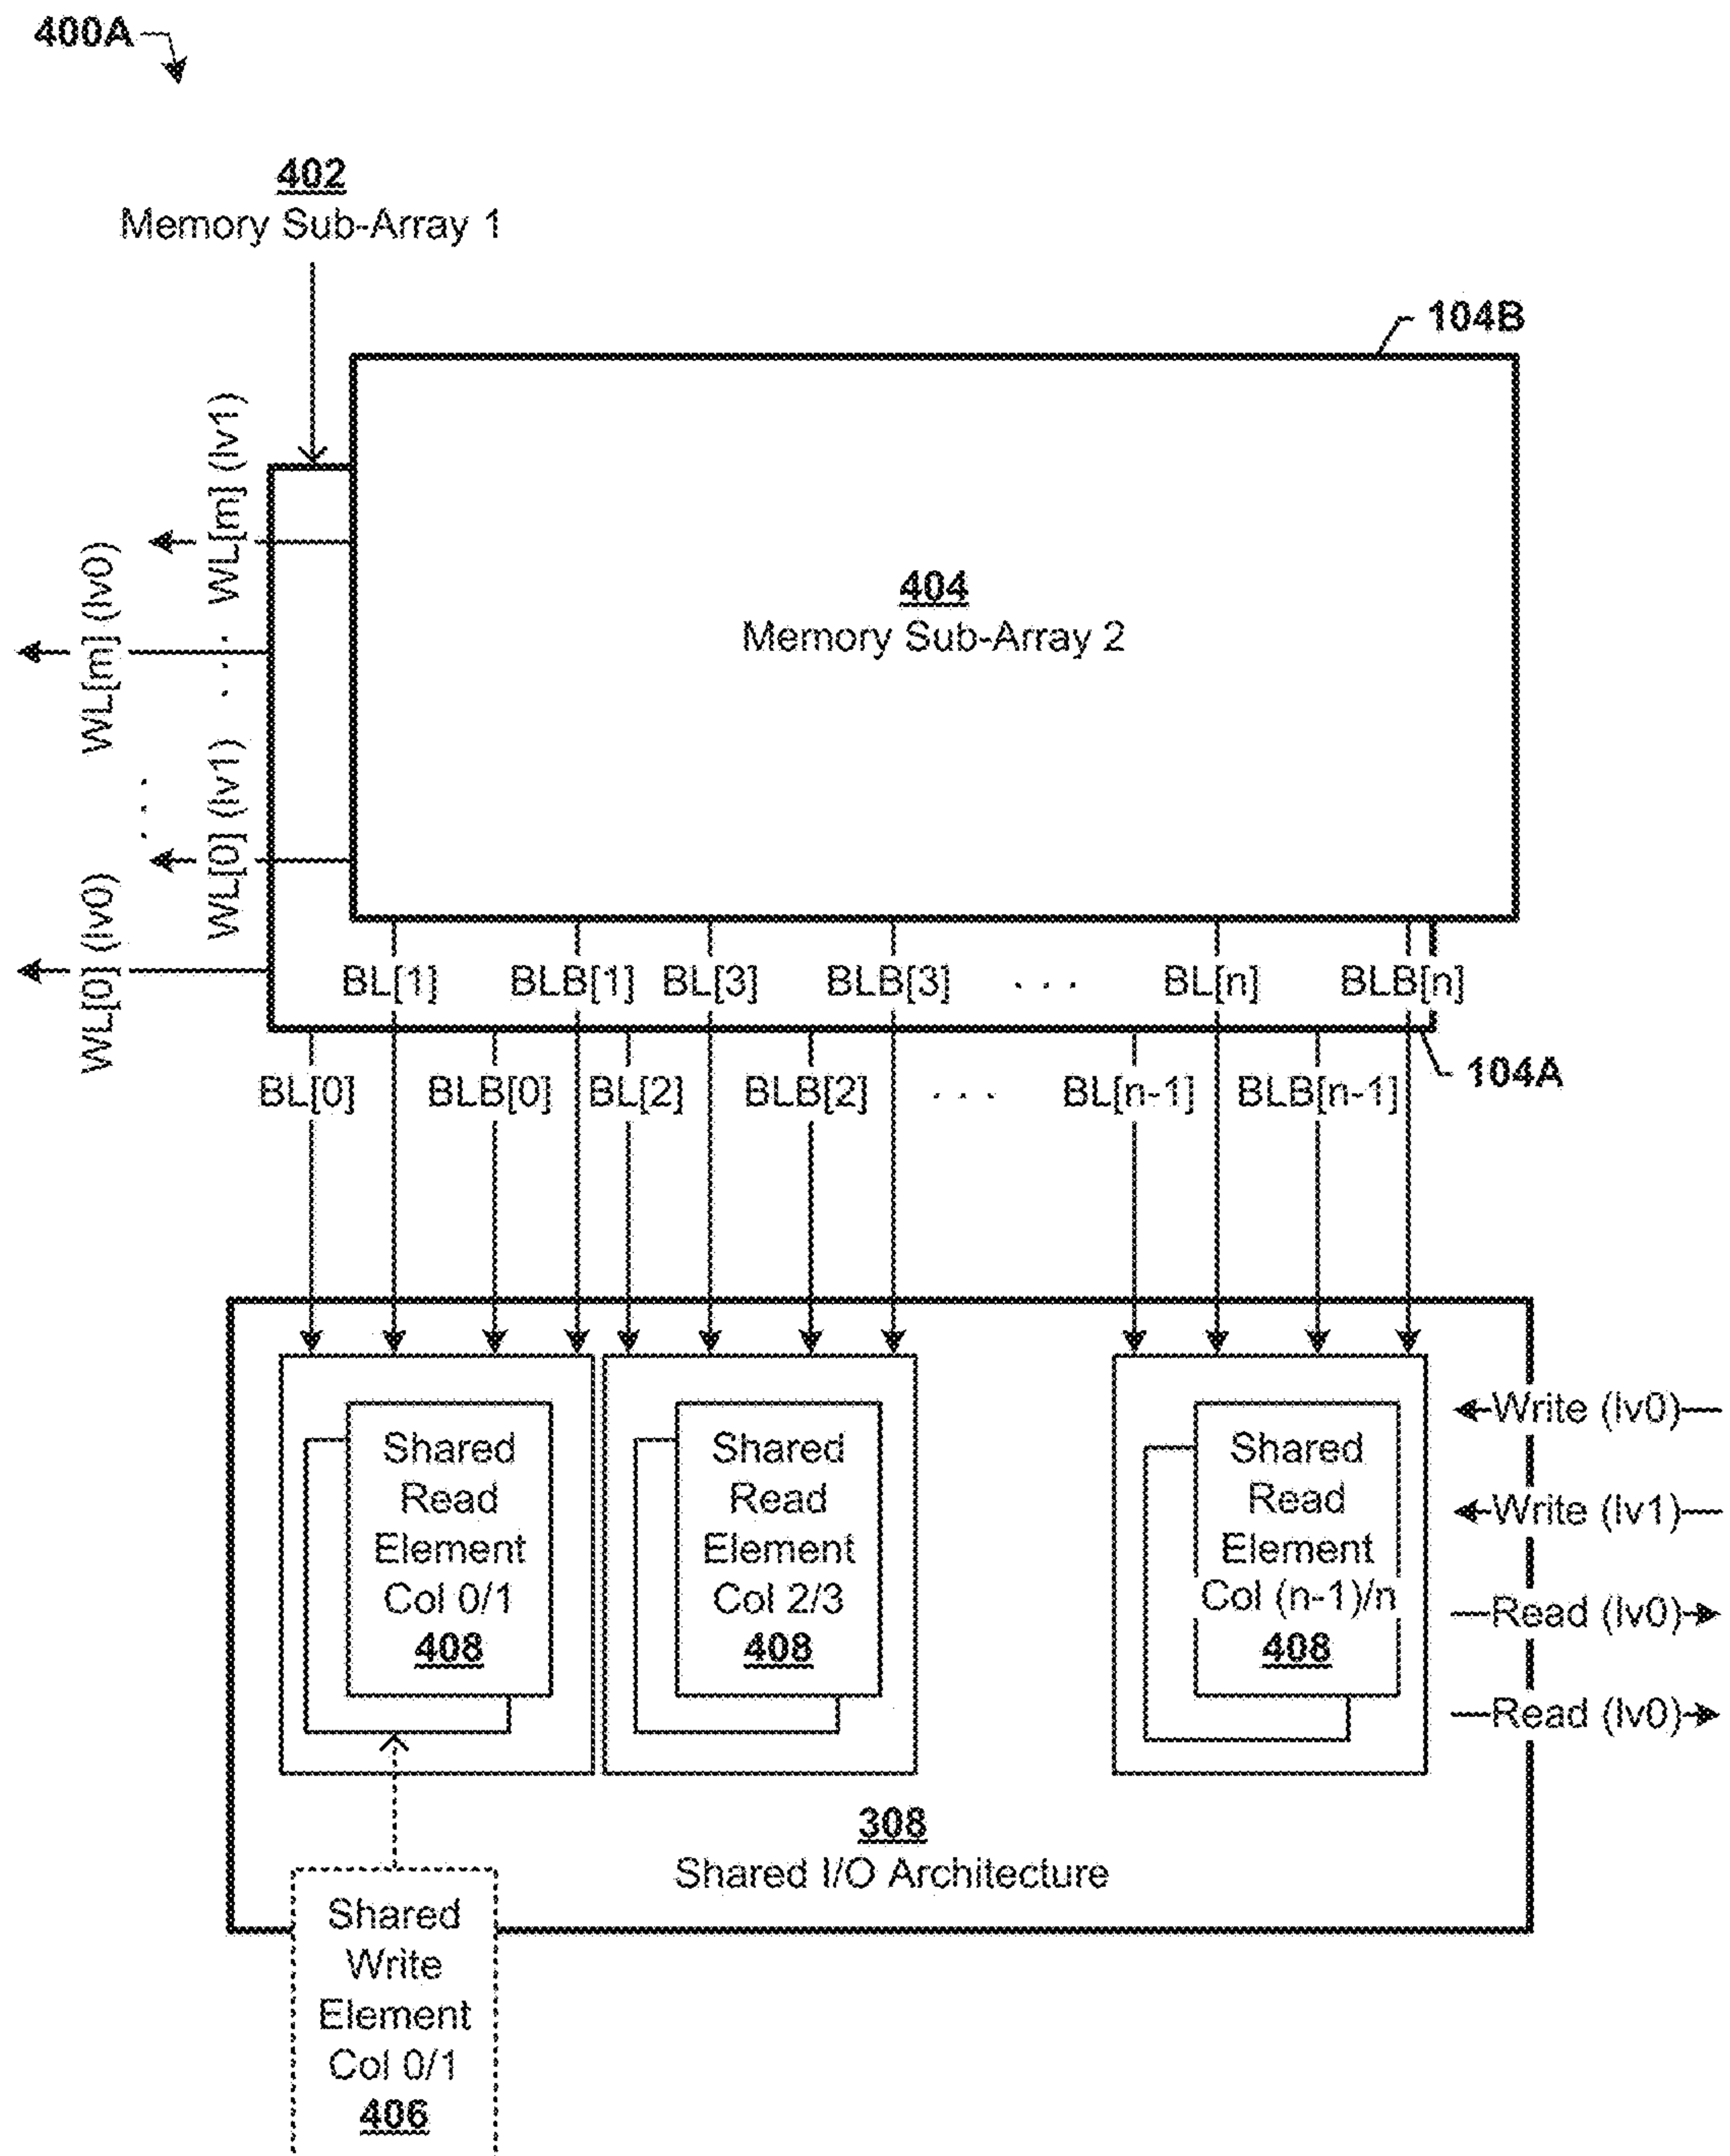 400A
402
Memory Sub-Array 1
104B
WL[m] (lv1)
WL[m] (lv0)
. . .
404
Memory Sub-Array 2
WL[0] (lv1)
. . .
WL[0] (lv0)
BL[1] BLB[1] BL[3] BLB[3] . . . BL[n] BLB[n]
104A
BL[0] BLB[0] BL[2] BLB[2] . . . BL[n-1] BLB[n-1]
Shared
Read
Element
Col 0/1
408
Shared
Read
Element
Col 2/3
408
Shared
Read
Element
Col (n-1)/n
408
Write (lv0)
Write (lv1)
Read (lv0)
Read (lv0)
308
Shared I/O Architecture
Shared
Write
Element
Col 0/1
406